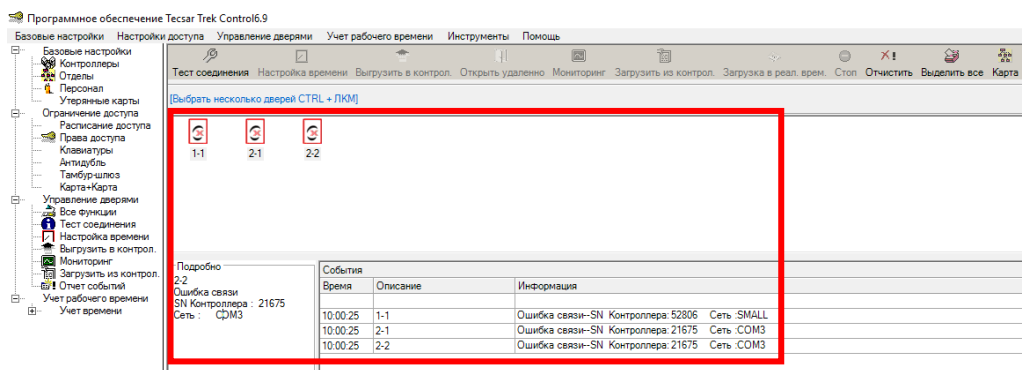 Программное обеспечение Tecsar Trek Control6.9
Базовые настройки Настройки доступа Управление дверями Учет рабочего времени Инструменты Помощь
Тест соединения Настройка времени Выгрузить в контрол. Открыть удаленно Мониторинг Загрузить из контрол. Загрузка в реал. врем. Стоп Отчистить Выделить все Карта
[Выбрать несколько дверей CTRL + ЛКМ]
Базовые настройки
Контроллеры
Отделы
Персонал
Утерянные карты
Ограничение доступа
Расписание доступа
Права доступа
Клавиатуры
Антидубль
Тамбур-шлюз
Карта+Карта
Управление дверями
Все функции
Тест соединения
Настройка времени
Выгрузить в контрол.
Мониторинг
Загрузить из контрол.
Отчет событий
Учет рабочего времени
Учет времени
1-1 2-1 2-2
Подробно
2-2
Ошибка связи
SN Контроллера : 21675
Сеть : COM3
События
Время Описание Информация
10:00:25 1-1 Ошибка связи--SN Контроллера: 52806 Сеть :SMALL
10:00:25 2-1 Ошибка связи--SN Контроллера: 21675 Сеть :COM3
10:00:25 2-2 Ошибка связи--SN Контроллера: 21675 Сеть :COM3